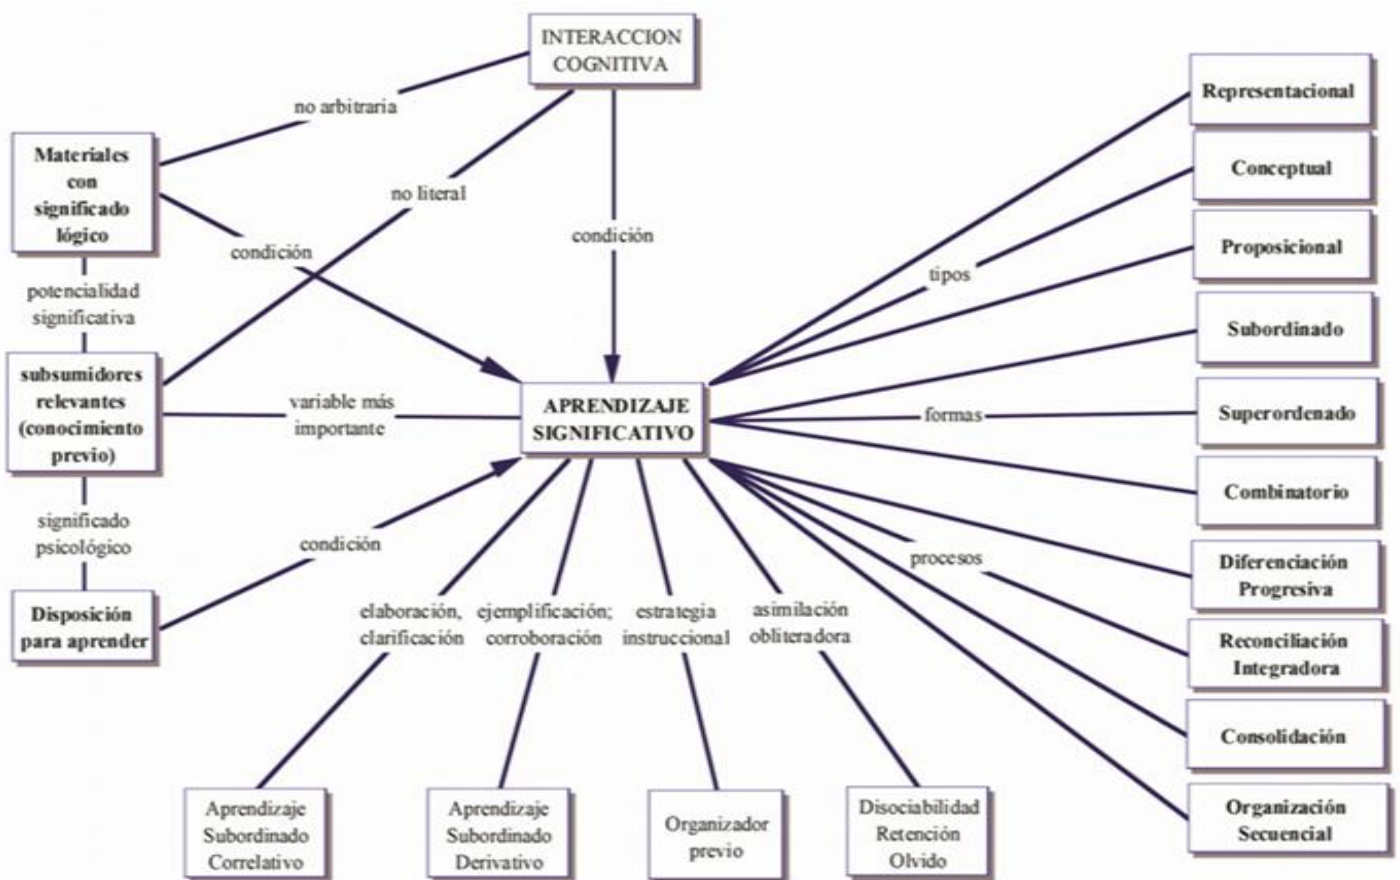 INTERACCION
COGNITIVA
no arbitraria
no literal
condición
Materiales
con
significado
lógico
condición
potencialidad
significativa
subsumidores
relevantes
(conocimiento
previo)
variable más
importante
significado
psicológico
Disposición
para aprender
condición
APRENDIZAJE
SIGNIFICATIVO
tipos
Representacional
Conceptual
Proposicional
formas
Subordinado
Superordenado
Combinatorio
procesos
Diferenciación
Progresiva
Reconciliación
Integradora
Consolidación
Organización
Secuencial
elaboración,
clarificación
ejemplificación;
corroboración
estrategia
instruccional
asimilación
obliteradora
Aprendizaje
Subordinado
Correlativo
Aprendizaje
Subordinado
Derivativo
Organizador
previo
Disociabilidad
Retención
Olvido